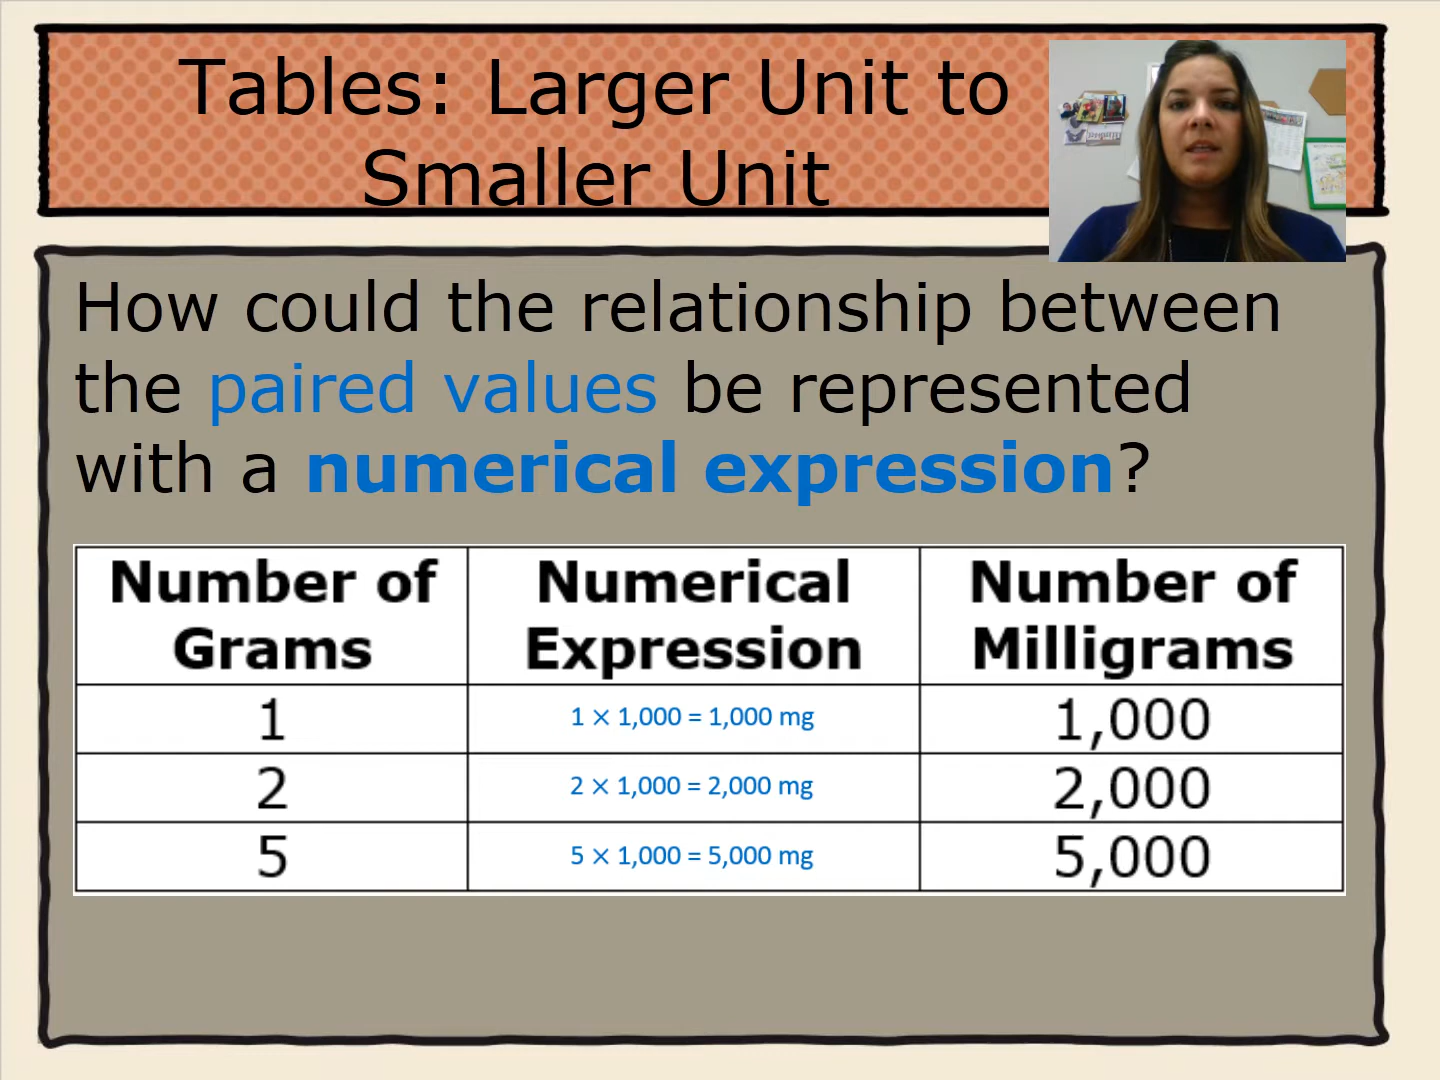 Tables: Larger Unit to
Smaller Unit
How could the relationship between
the paired values be represented
with a numerical expression?
Number of Grams
Numerical Expression
Number of Milligrams
1
1 × 1,000 = 1,000 mg
1,000
2
2 × 1,000 = 2,000 mg
2,000
5
5 × 1,000 = 5,000 mg
5,000